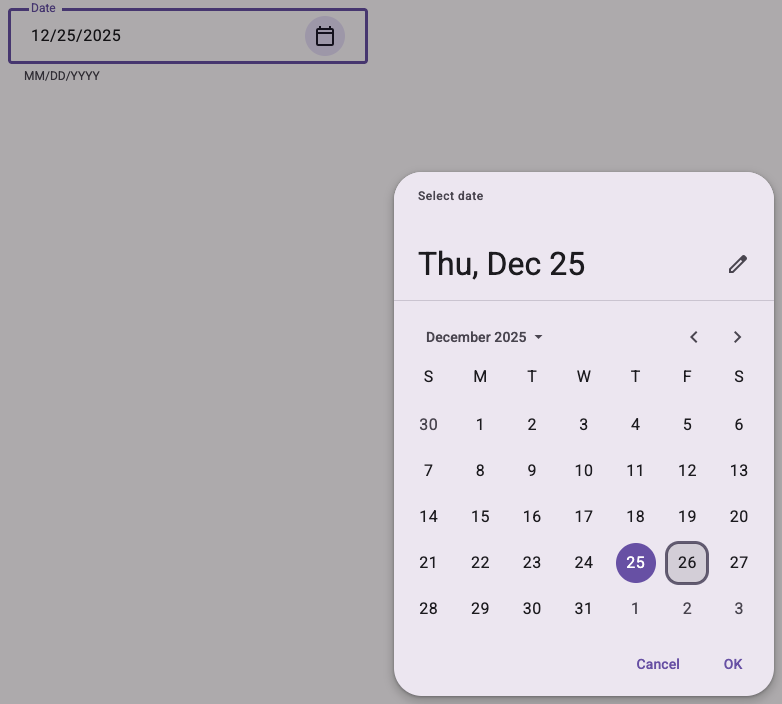 Date
12/25/2025
MM/DD/YYYY
Select date
Thu, Dec 25
December 2025
S M T W T F S
30 1 2 3 4 5 6
7 8 9 10 11 12 13
14 15 16 17 18 19 20
21 22 23 24 25 26 27
28 29 30 31 1 2 3
Cancel OK